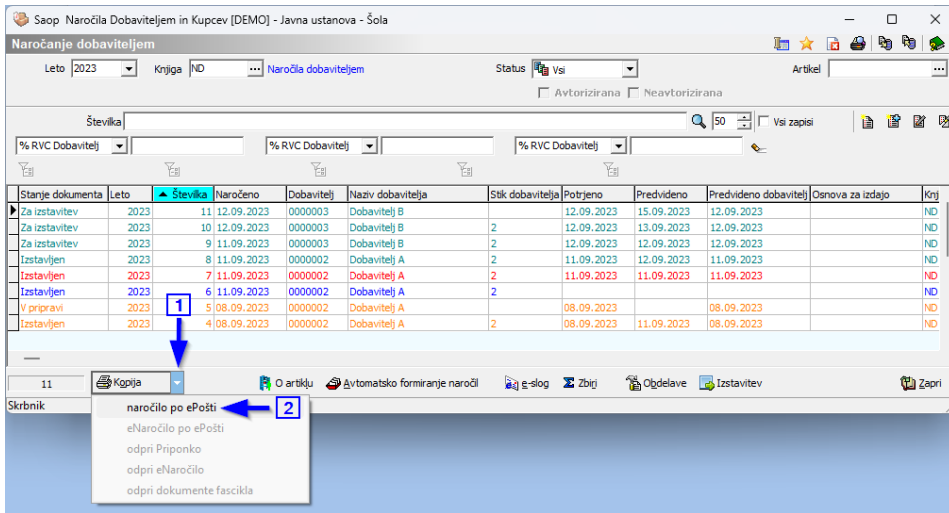 Saop Naročila Dobaviteljem in Kupcev [DEMO] - Javna ustanova - Šola
Naročanje dobaviteljem
Leto 2023 Knjiga ND ... Naročila dobaviteljem Status Vsi Artikel ...
Avtorizirana Neavtorizirana
Številka 50 Vsi zapisi
% RVC Dobavitelj % RVC Dobavitelj % RVC Dobavitelj
Stanje dokumenta Leto Številka Naročeno Dobavitelj Naziv dobavitelja Stik dobavitelja Potrjeno Predvideno Predvideno dobavitelj Osnova za izdajo Knj
Za izstavitev 2023 11 12.09.2023 0000003 Dobavitelj B 12.09.2023 15.09.2023 12.09.2023 ND
Za izstavitev 2023 10 12.09.2023 0000003 Dobavitelj B 2 12.09.2023 13.09.2023 12.09.2023 ND
Za izstavitev 2023 9 11.09.2023 0000003 Dobavitelj B 2 12.09.2023 12.09.2023 12.09.2023 ND
Izstavljen 2023 8 11.09.2023 0000002 Dobavitelj A 2 11.09.2023 12.09.2023 11.09.2023 ND
Izstavljen 2023 7 11.09.2023 0000002 Dobavitelj A 2 11.09.2023 11.09.2023 11.09.2023 ND
Izstavljen 2023 6 11.09.2023 0000002 Dobavitelj A 2 ND
V pripravi 2023 5 08.09.2023 0000002 Dobavitelj A 08.09.2023 08.09.2023 ND
Izstavljen 2023 4 08.09.2023 0000002 Dobavitelj A 2 08.09.2023 11.09.2023 08.09.2023 ND
1
11 Kopija O artiklu Avtomatsko formiranje naročil e-slog Zbirj Obdelave Izstavitev Zapri
Skrbnik
naročilo po ePošti 2
eNaročilo po ePošti
odpri Priponko
odpri eNaročilo
odpri dokumente fascikla